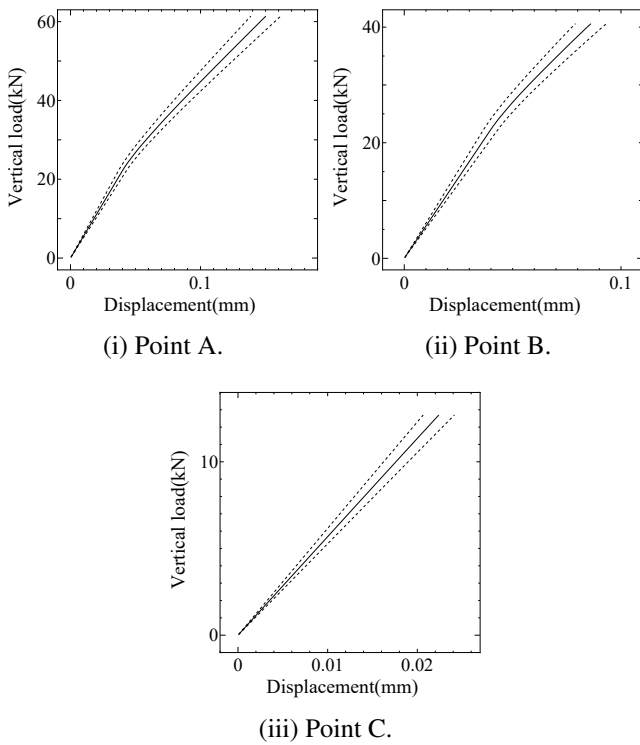 60
40
20
0
Vertical load(kN)
0 0.1
Displacement(mm)
(i) Point A.
40
20
0
Vertical load(kN)
0 0.1
Displacement(mm)
(ii) Point B.
10
0
Vertical load(kN)
0 0.01 0.02
Displacement(mm)
(iii) Point C.